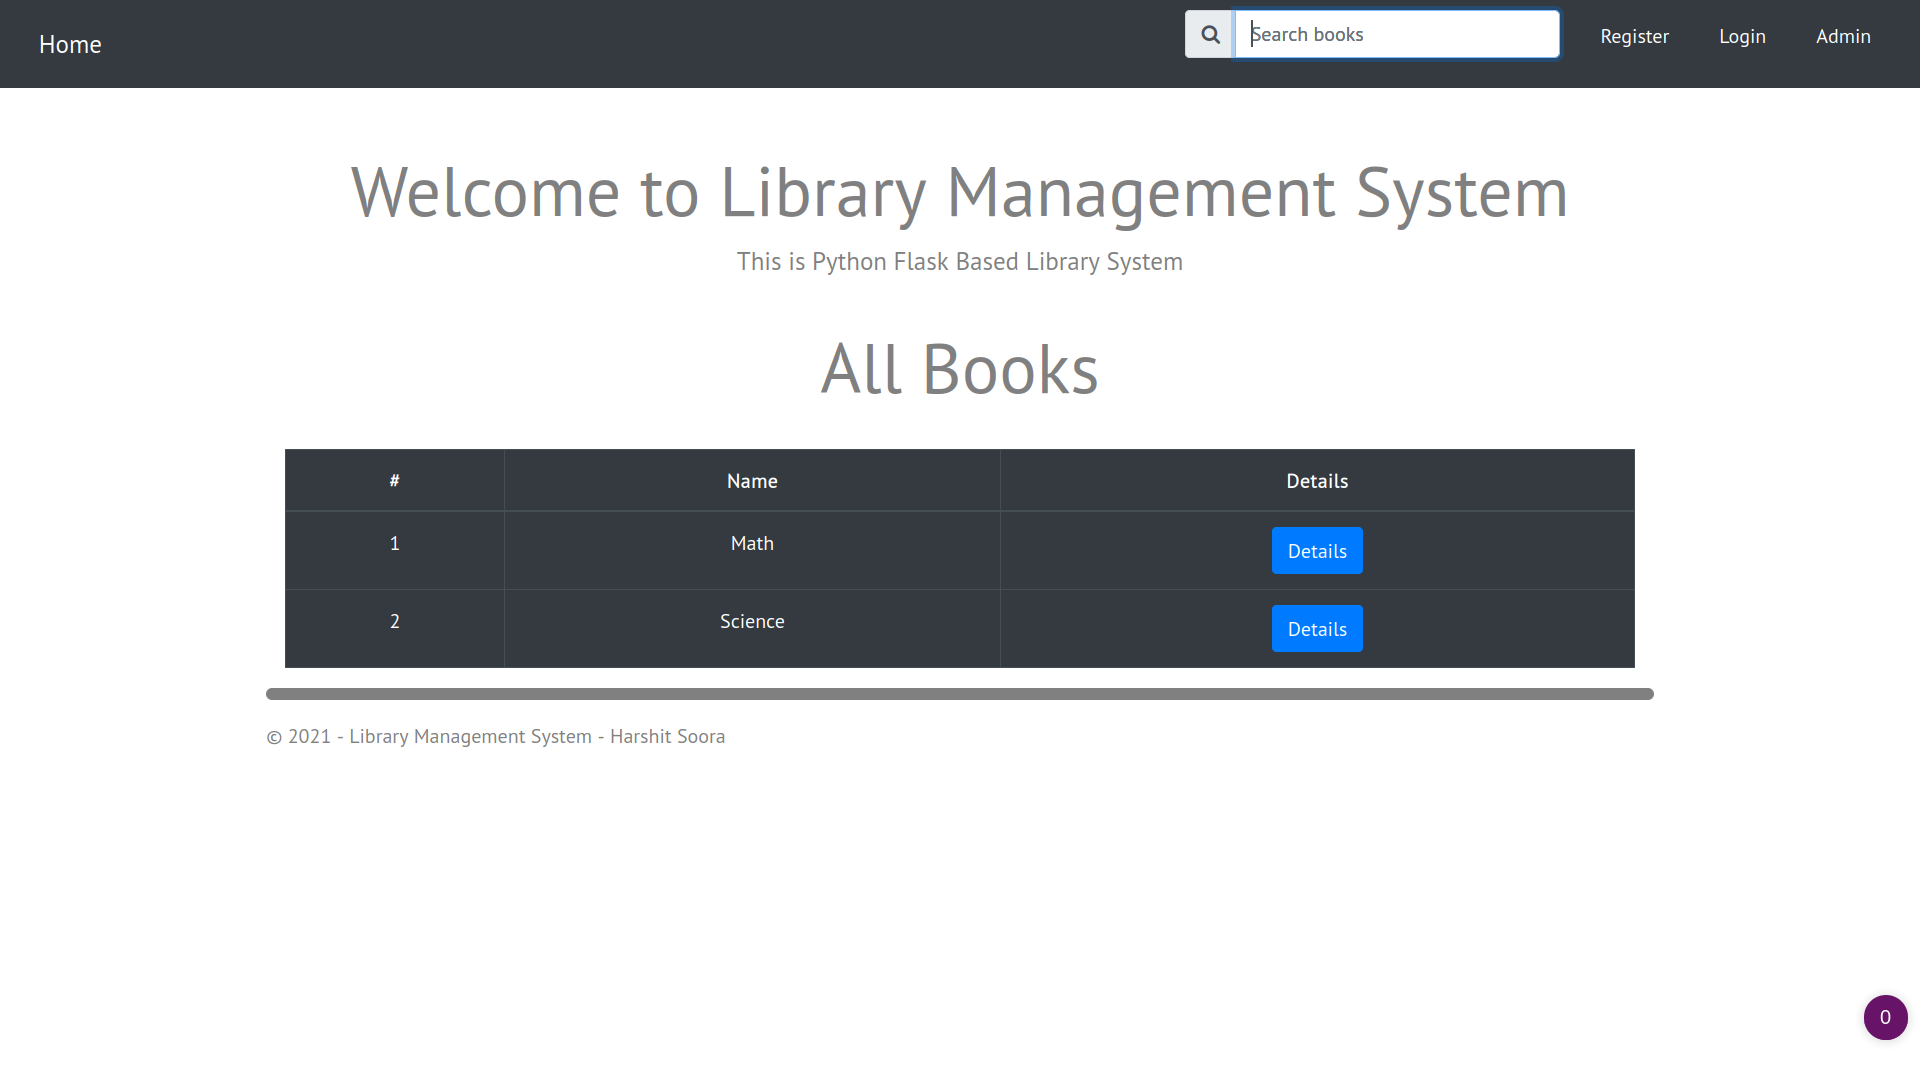 Home
Search books
Register
Login
Admin
Welcome to Library Management System
This is Python Flask Based Library System
All Books
# Name Details
1 Math Details
2 Science Details
© 2021 - Library Management System - Harshit Soora
0